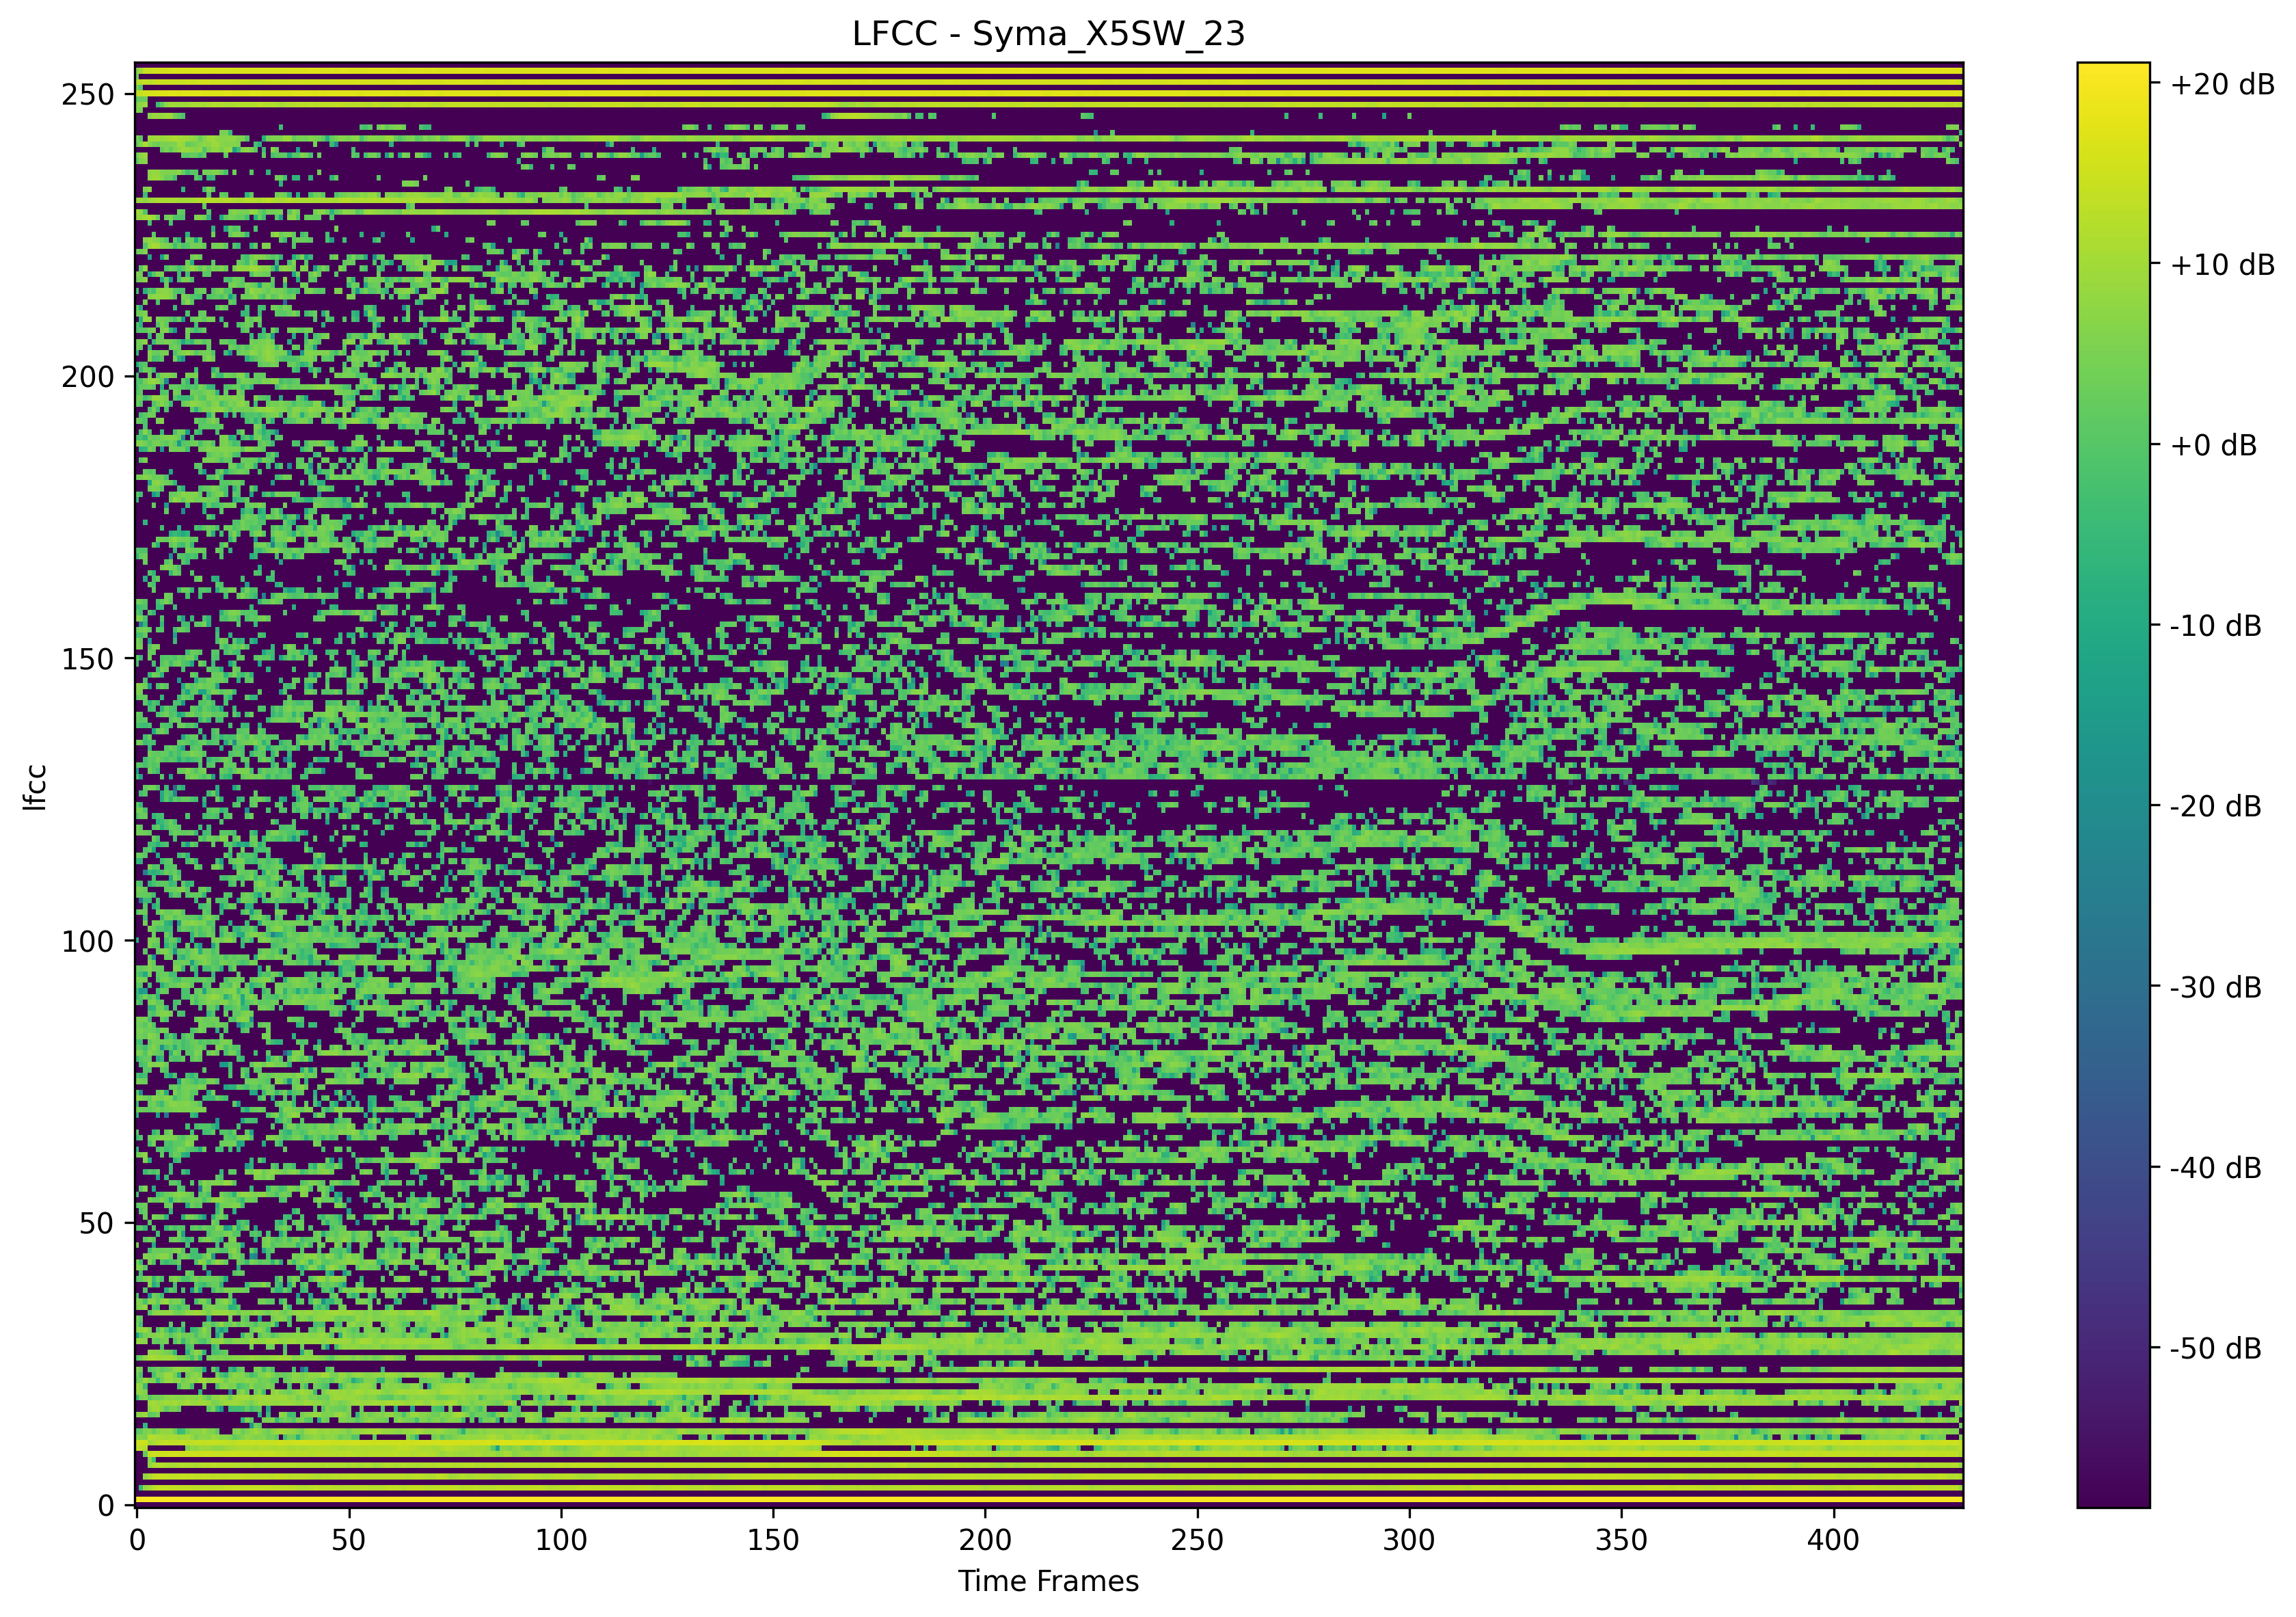 LFCC - Syma_X5SW_23
250
200
150
100
50
0
lfcc
0 50 100 150 200 250 300 350 400
Time Frames
+20 dB
+10 dB
+0 dB
-10 dB
-20 dB
-30 dB
-40 dB
-50 dB